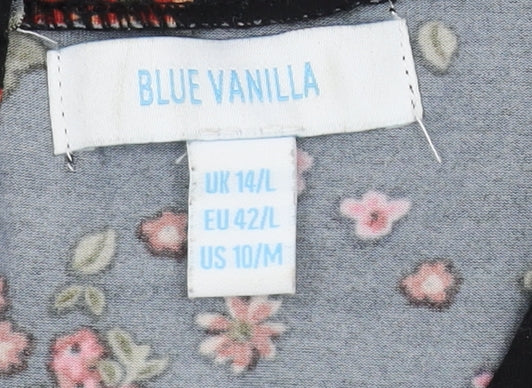 BLUE VANILLA
UK 14/L
EU 42/L
US 10/M